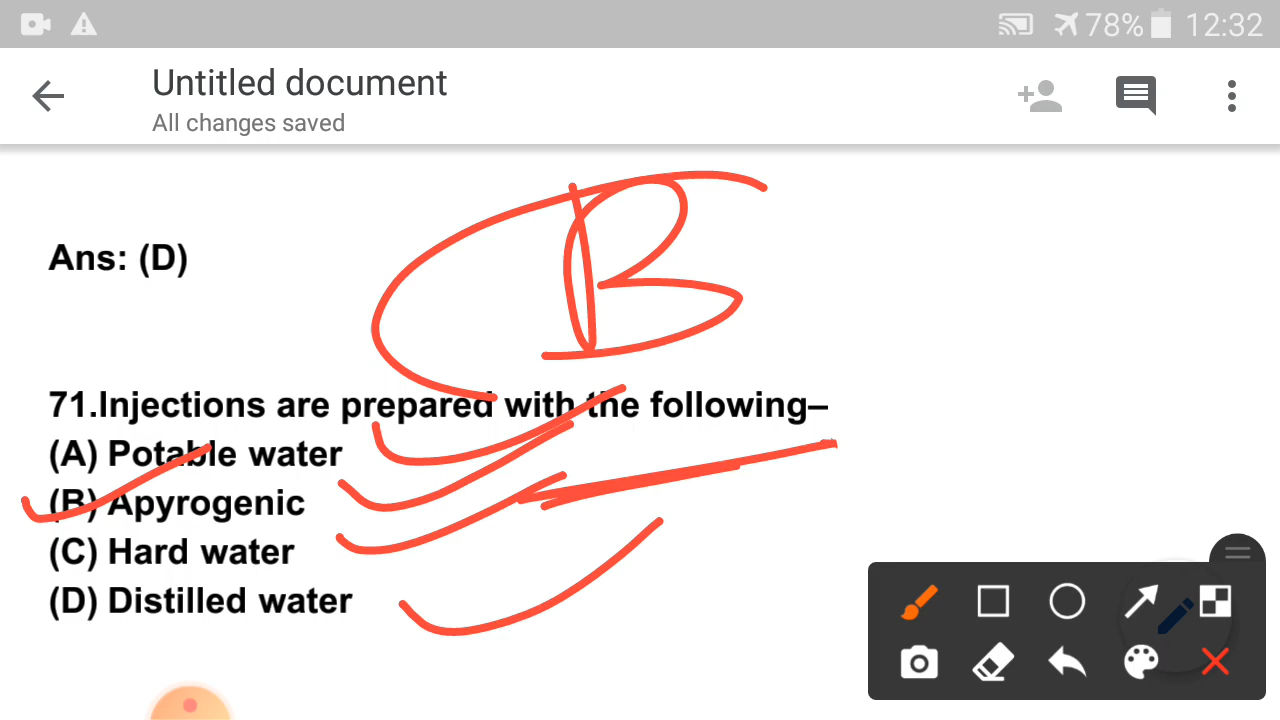 78% 12:32
Untitled document
All changes saved
Ans: (D)
B
71.Injections are prepared with the following–
(A) Potable water
(B) Apyrogenic
(C) Hard water
(D) Distilled water